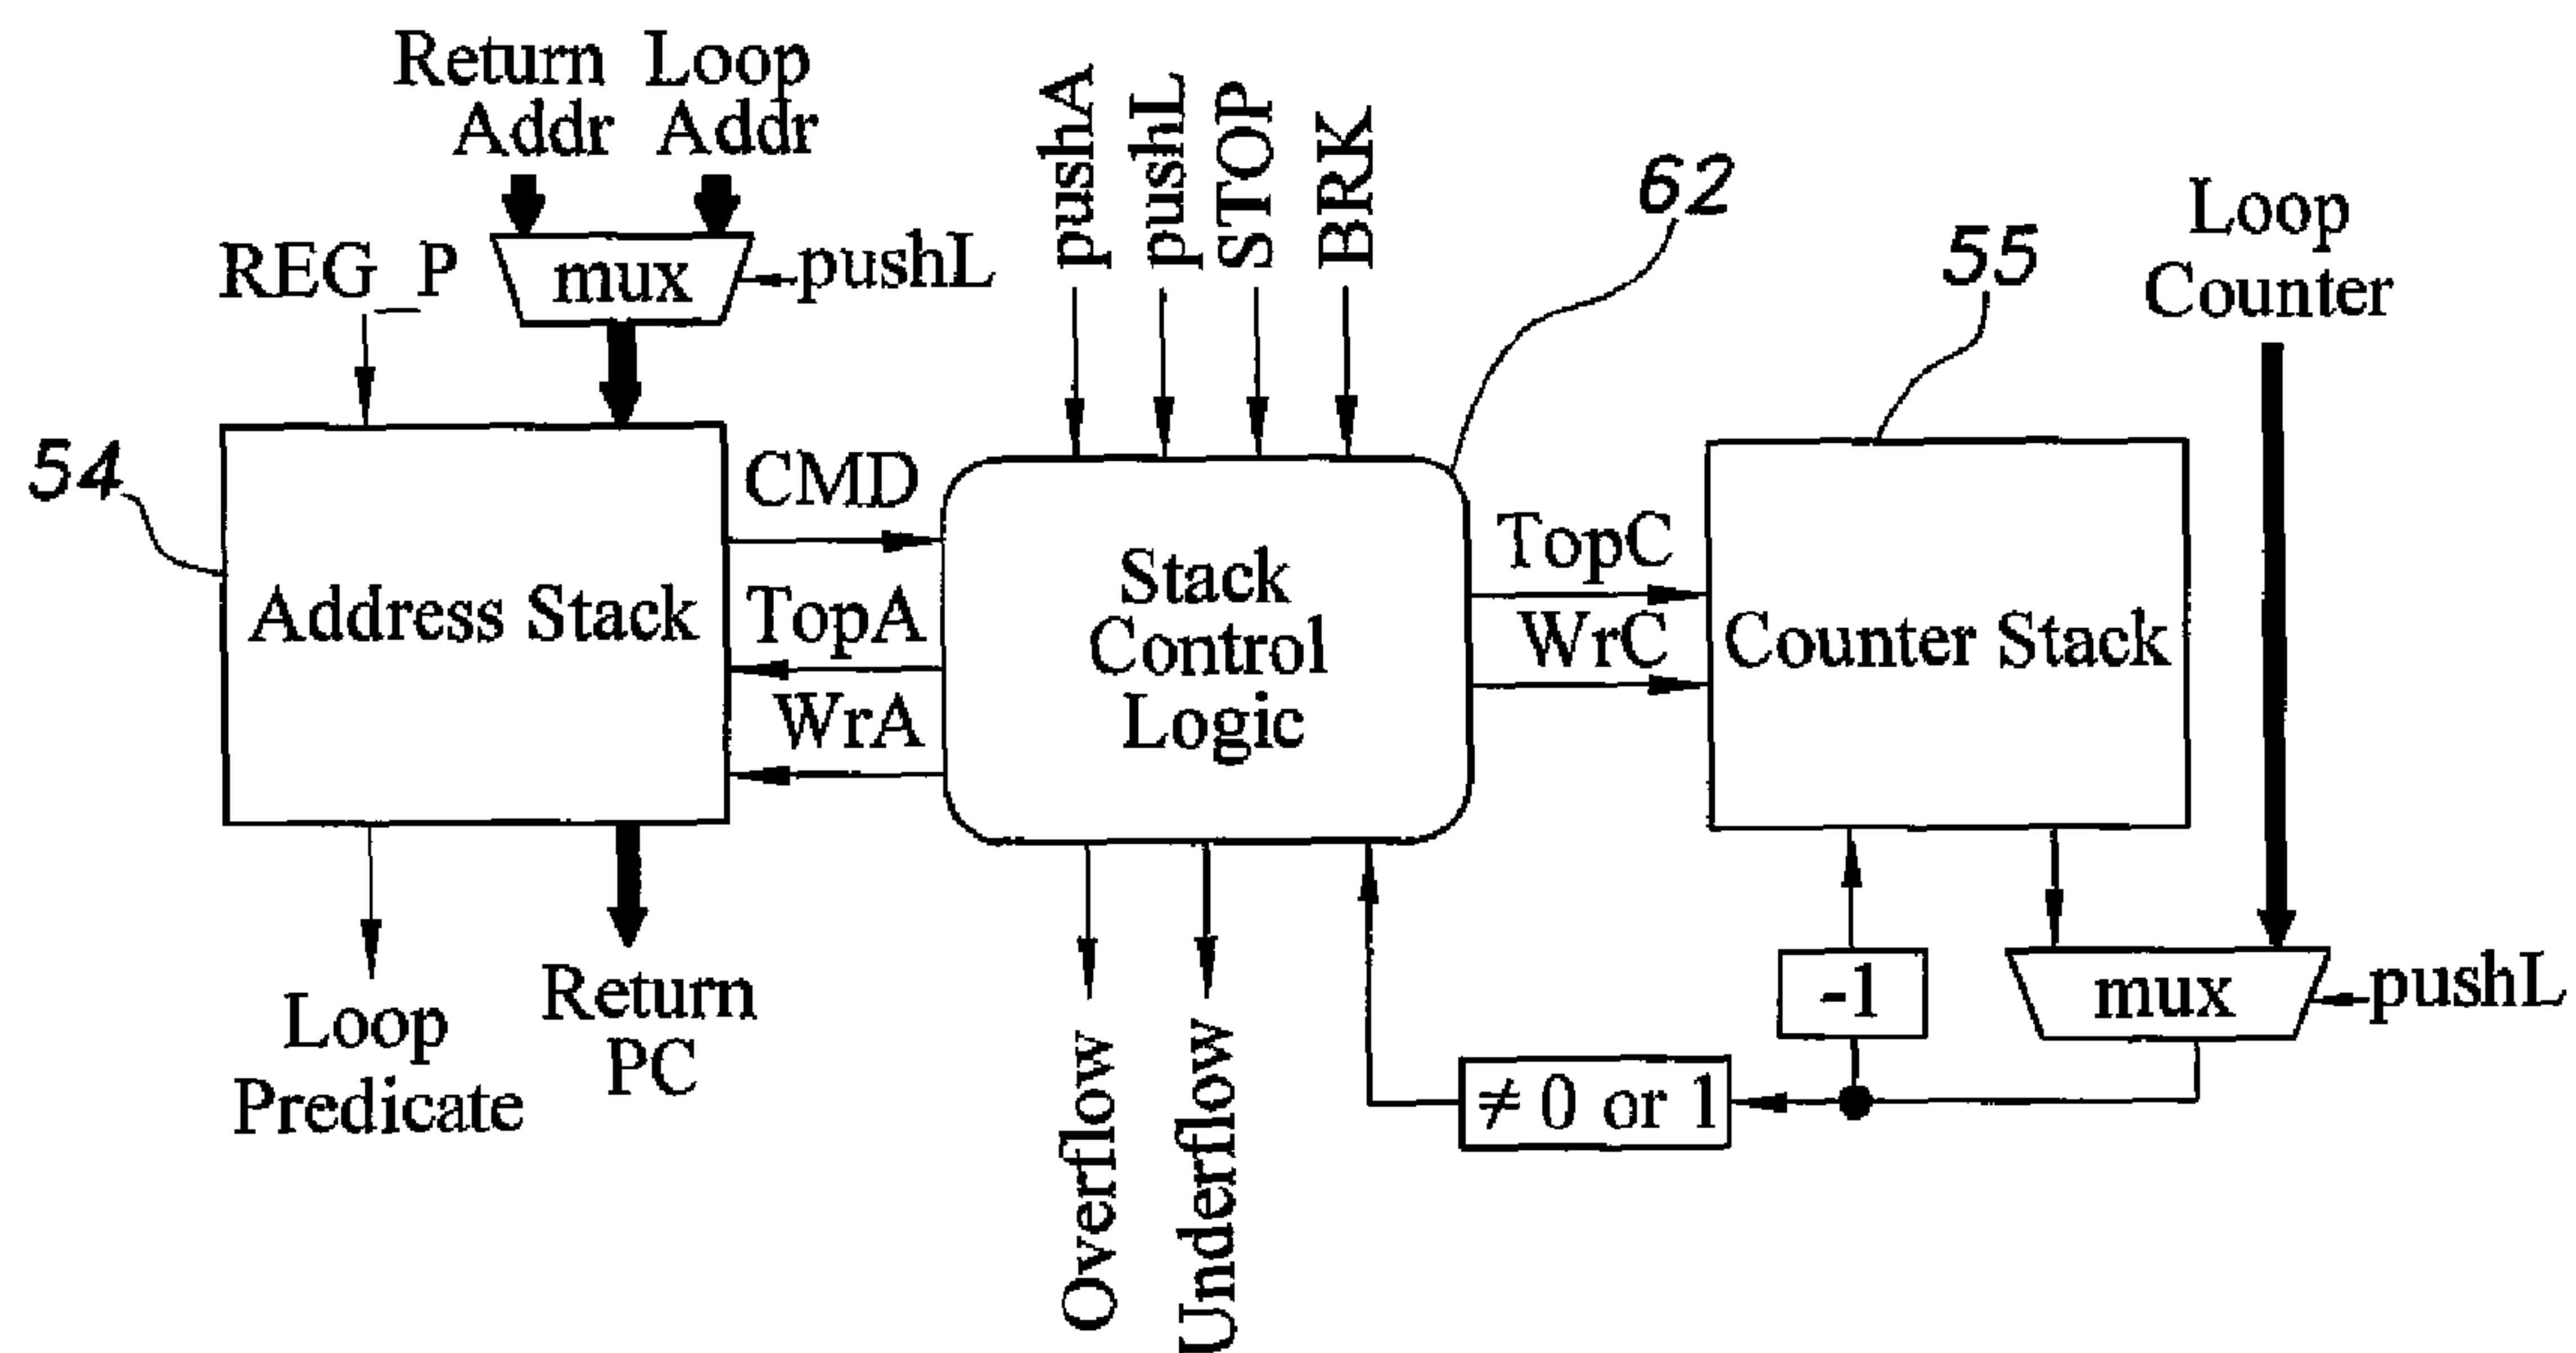 Return Loop
Addr Addr
pushA
pushL
STOP
BRK
62
Loop
Counter
55
REG_P
mux
pushL
54
CMD
Address Stack
TopA
WrA
Stack
Control
Logic
TopC
WrC
Counter Stack
Loop
Predicate
Return
PC
Overflow
Underflow
-1
mux
pushL
≠ 0 or 1